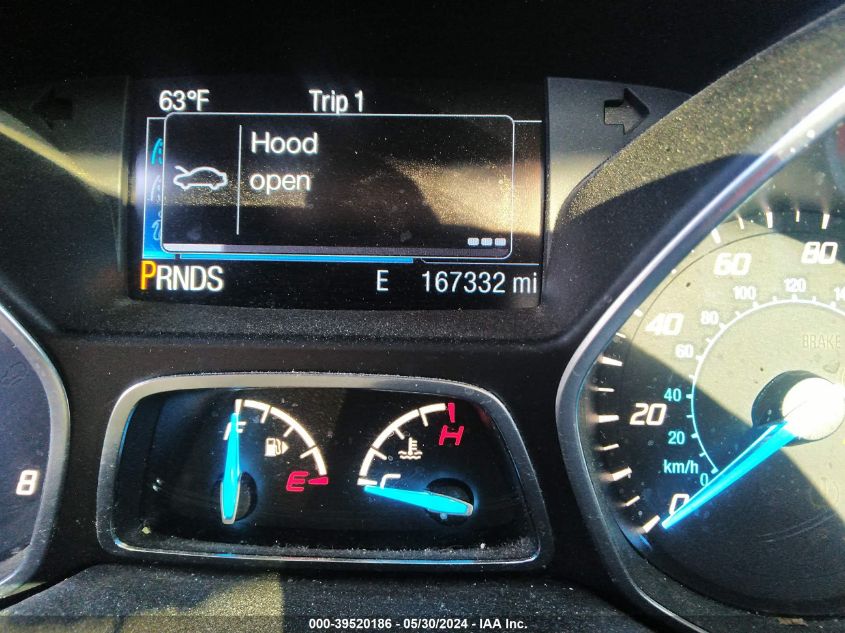 63°F Trip 1
Hood
open
PRNDS E 167332 mi
F E
C H
8
0 20 40 60 80
km/h 0 20 40 60 80 100 120
BRAKE
000-39520186 - 05/30/2024 - IAA Inc.